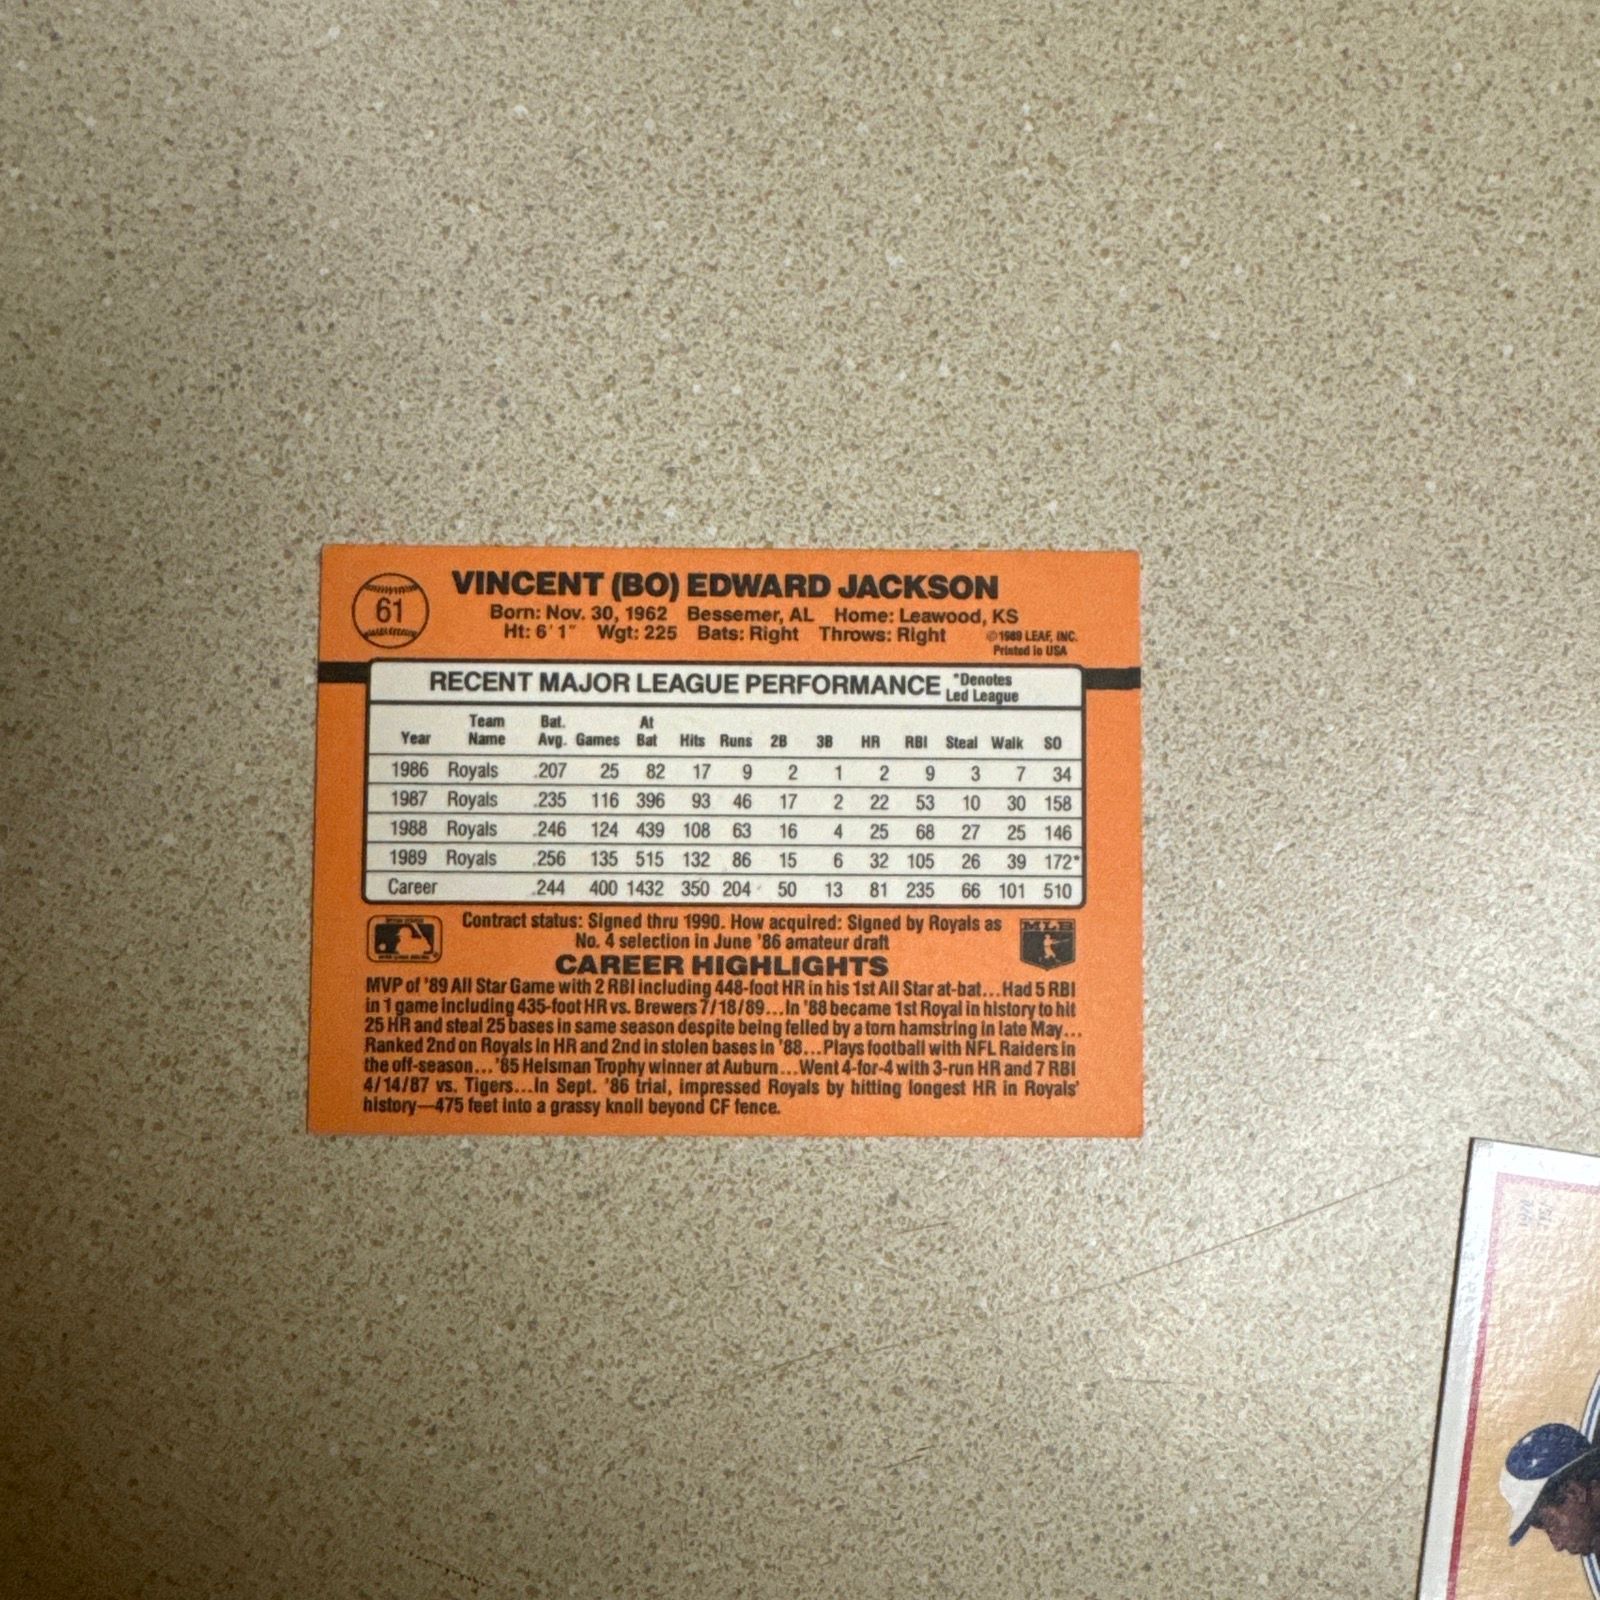 61
VINCENT (BO) EDWARD JACKSON
Born: Nov. 30, 1962 Bessemer, AL Home: Leawood, KS
Ht: 6'1" Wgt: 225 Bats: Right Throws: Right
©1989 LEAF, INC.
Printed in USA
RECENT MAJOR LEAGUE PERFORMANCE *Denotes Led League
Year Team Name Bat. Avg. Games At Bat Hits Runs 2B 3B HR RBI Steal Walk SO
1986 Royals .207 25 82 17 9 2 1 2 9 3 7 34
1987 Royals .235 116 396 93 46 17 2 22 53 10 30 158
1988 Royals .246 124 439 108 63 16 4 25 68 27 25 146
1989 Royals .256 135 515 132 86 15 6 32 105 26 39 172*
Career .244 400 1432 350 204 50 13 81 235 66 101 510
Contract status: Signed thru 1990. How acquired: Signed by Royals as
No. 4 selection in June '86 amateur draft
MLB
CAREER HIGHLIGHTS
MVP of '89 All Star Game with 2 RBI including 448-foot HR in his 1st All Star at-bat...Had 5 RBI
in 1 game including 435-foot HR vs. Brewers 7/18/89...In '88 became 1st Royal in history to hit
25 HR and steal 25 bases in same season despite being felled by a torn hamstring in late May...
Ranked 2nd on Royals in HR and 2nd in stolen bases in '88...Plays football with NFL Raiders in
the off-season...'85 Heisman Trophy winner at Auburn...Went 4-for-4 with 3-run HR and 7 RBI
4/14/87 vs. Tigers...In Sept. '86 trial, impressed Royals by hitting longest HR in Royals'
history—475 feet into a grassy knoll beyond CF fence.